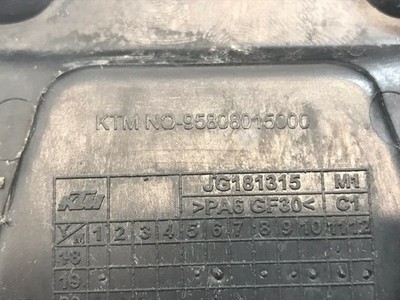 KTM NO-95808015000
KTM JG181315 M1
>PA6 GF30< C1
Y/M 1 2 3 4 5 6 7 8 9 10 11 12
18
19